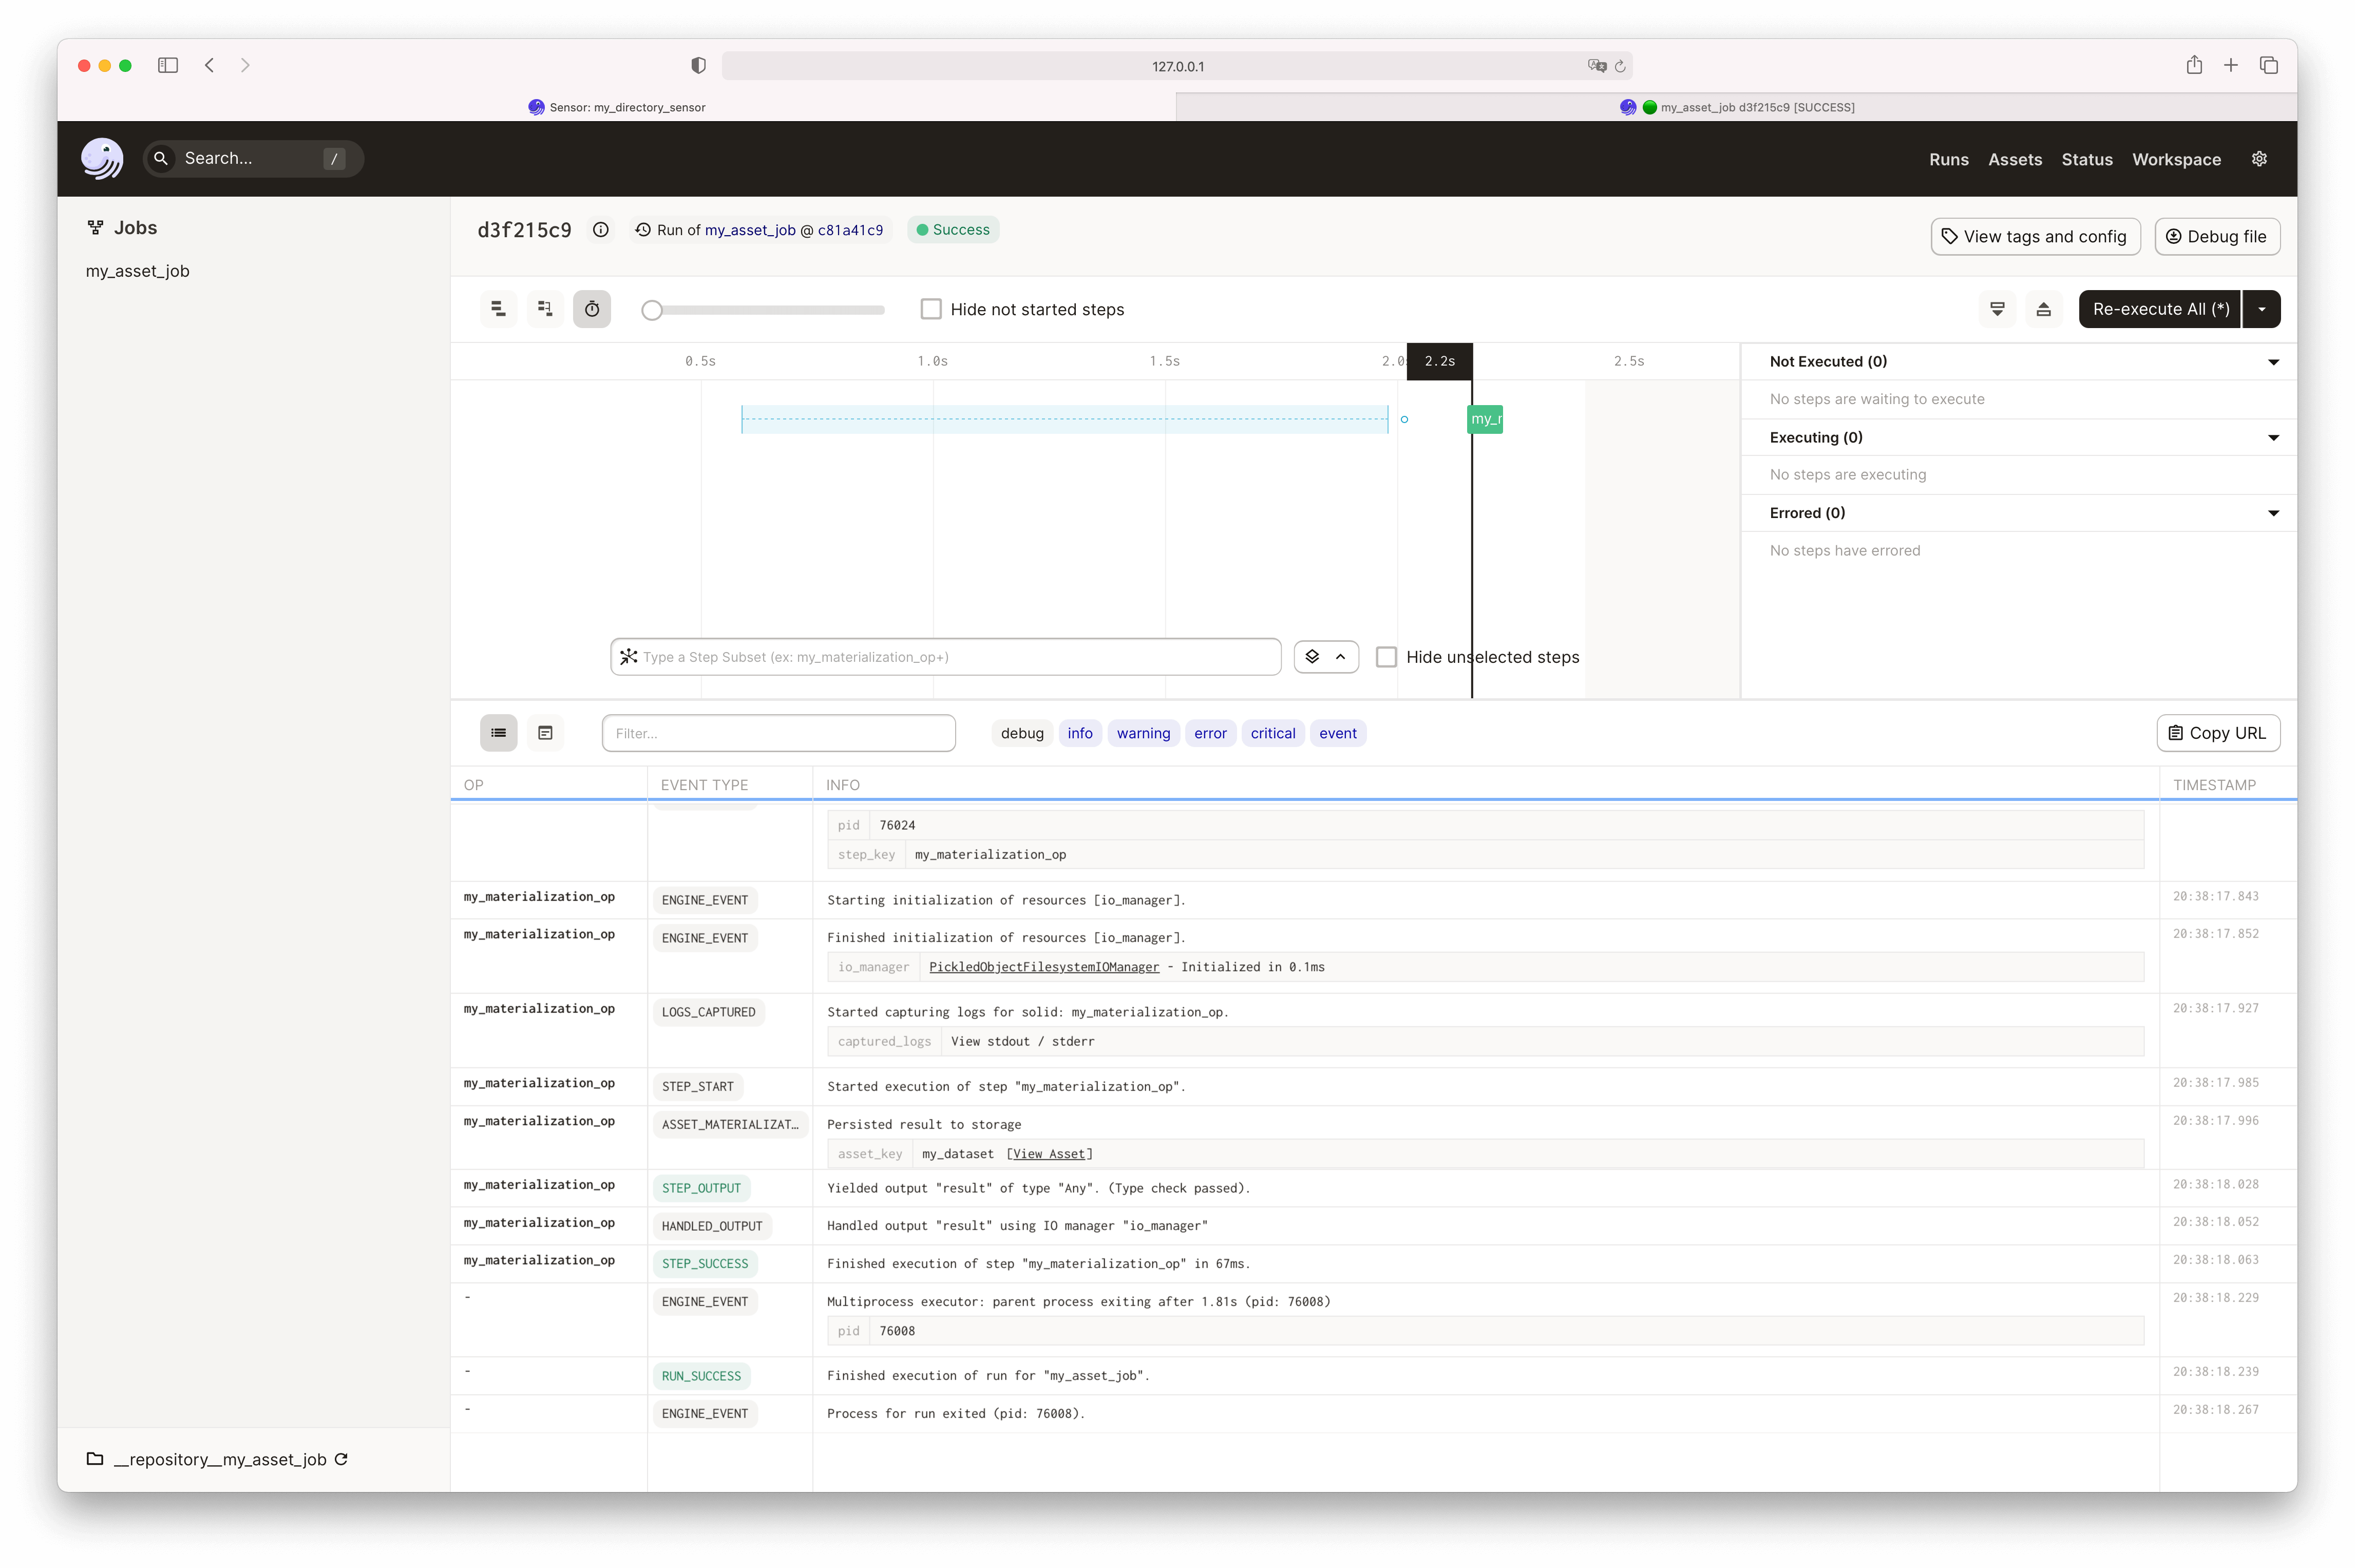 127.0.0.1
Sensor: my_directory_sensor
my_asset_job d3f215c9 [SUCCESS]
Search... /
Runs Assets Status Workspace
Jobs
my_asset_job
d3f215c9 Run of my_asset_job @ c81a41c9 Success
View tags and config Debug file
Hide not started steps
Re-execute All (*)
0.5s 1.0s 1.5s 2.0 2.2s 2.5s
my_r
Not Executed (0)
No steps are waiting to execute
Executing (0)
No steps are executing
Errored (0)
No steps have errored
Type a Step Subset (ex: my_materialization_op+)
Hide unselected steps
Filter...
debug info warning error critical event
Copy URL
OP EVENT TYPE INFO TIMESTAMP
pid 76024
step_key my_materialization_op
my_materialization_op ENGINE_EVENT Starting initialization of resources [io_manager]. 20:38:17.843
my_materialization_op ENGINE_EVENT Finished initialization of resources [io_manager]. 20:38:17.852
io_manager PickledObjectFilesystemIOManager - Initialized in 0.1ms
my_materialization_op LOGS_CAPTURED Started capturing logs for solid: my_materialization_op. 20:38:17.927
captured_logs View stdout / stderr
my_materialization_op STEP_START Started execution of step "my_materialization_op". 20:38:17.985
my_materialization_op ASSET_MATERIALIZAT… Persisted result to storage 20:38:17.996
asset_key my_dataset [View Asset]
my_materialization_op STEP_OUTPUT Yielded output "result" of type "Any". (Type check passed). 20:38:18.028
my_materialization_op HANDLED_OUTPUT Handled output "result" using IO manager "io_manager" 20:38:18.052
my_materialization_op STEP_SUCCESS Finished execution of step "my_materialization_op" in 67ms. 20:38:18.063
- ENGINE_EVENT Multiprocess executor: parent process exiting after 1.81s (pid: 76008) 20:38:18.229
pid 76008
- RUN_SUCCESS Finished execution of run for "my_asset_job". 20:38:18.239
- ENGINE_EVENT Process for run exited (pid: 76008). 20:38:18.267
__repository__my_asset_job